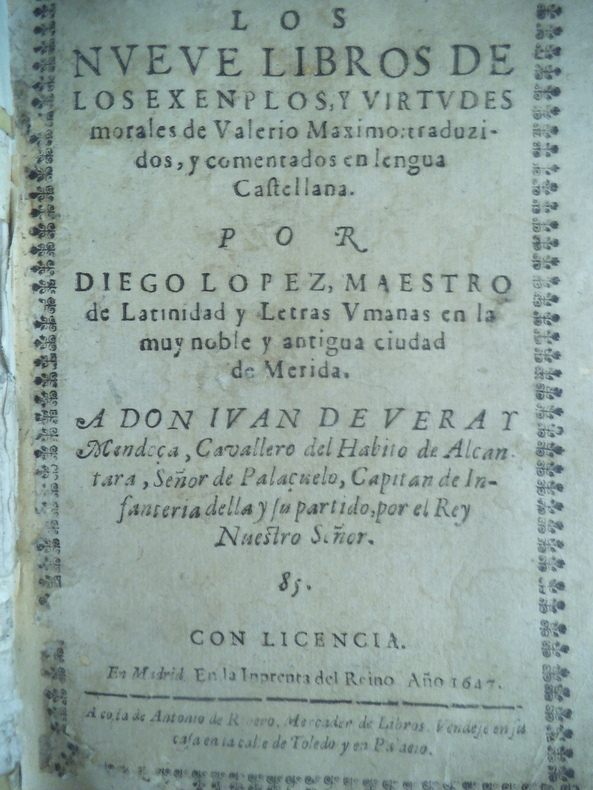 LOS
NVEVE LIBROS DE
LOS EXENPLOS, Y VIRTVDES
morales de Valerio Maximo: traduzi-
dos, y comentados en lengua
Caſtellana.
POR
DIEGO LOPEZ, MAESTRO
de Latinidad y Letras Vmanas en la
muy noble y antigua ciudad
de Merida.
A DON IVAN DE VERA Y
Mendoça, Cavallero del Habito de Alcan-
tara, Señor de Palaçuelo, Capitan de In-
fanteria della y ſu partido, por el Rey
Nueſtro Señor.
85.
CON LICENCIA.
En Madrid. En la Inprenta del Reino. Año 1647.
A coſta de Antonio de Ribero, Mercader de Libros. Vendeſe en ſu
caſa en la calle de Toledo y en Palacio.